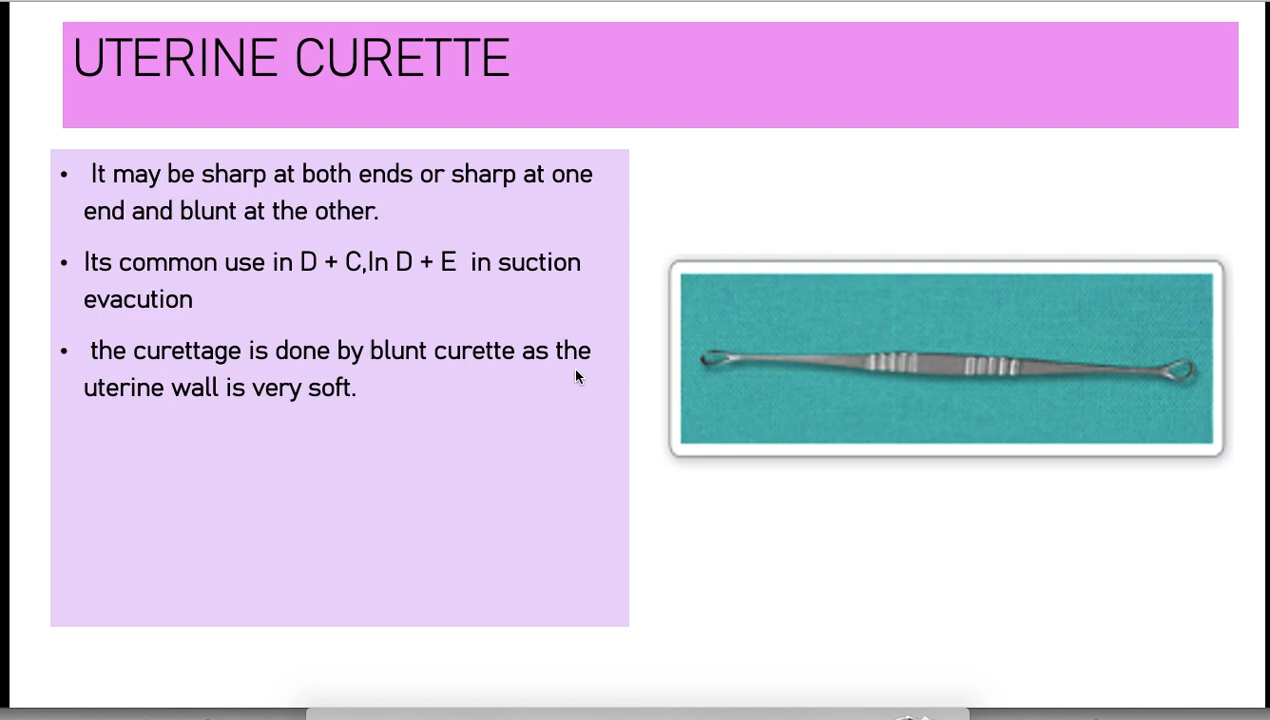 UTERINE CURETTE
• It may be sharp at both ends or sharp at one
end and blunt at the other.
• Its common use in D + C,In D + E in suction
evacution
• the curettage is done by blunt curette as the
uterine wall is very soft.